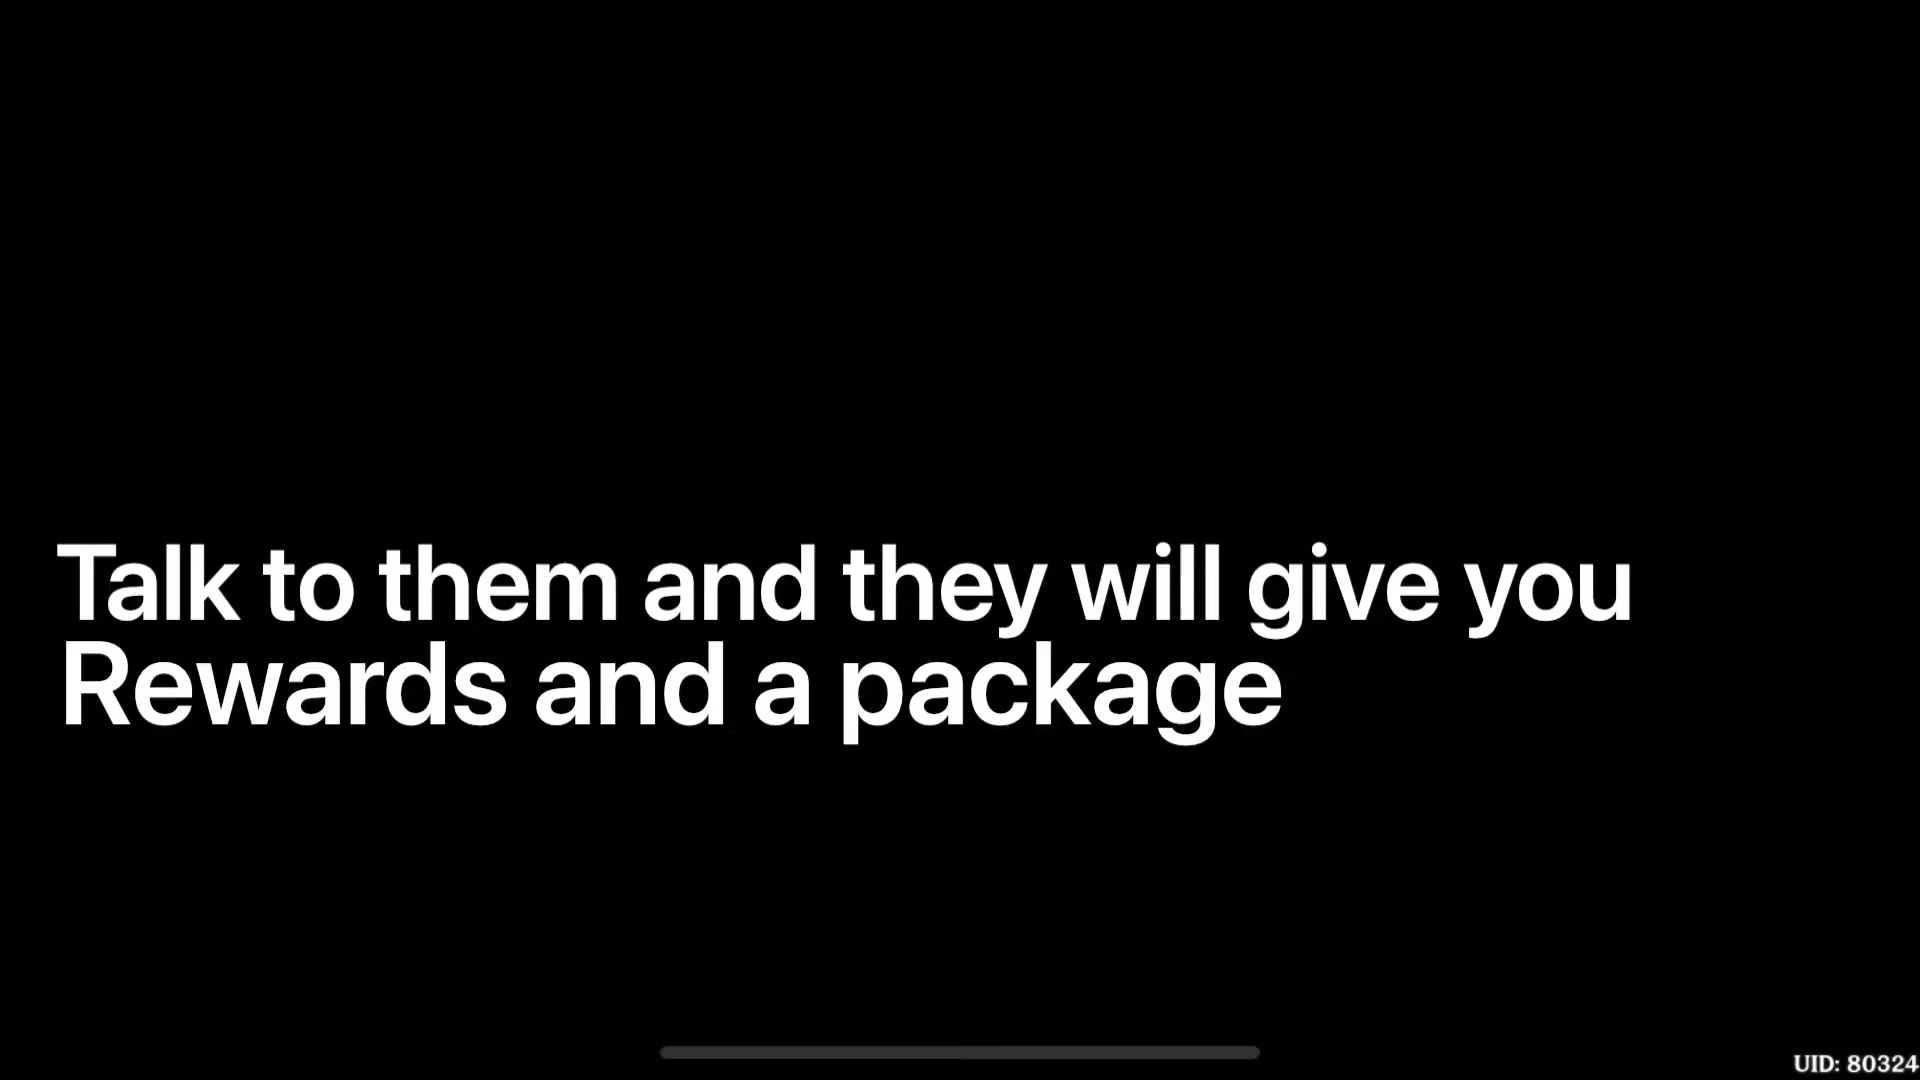 Talk to them and they will give you
Rewards and a package
UID: 80324